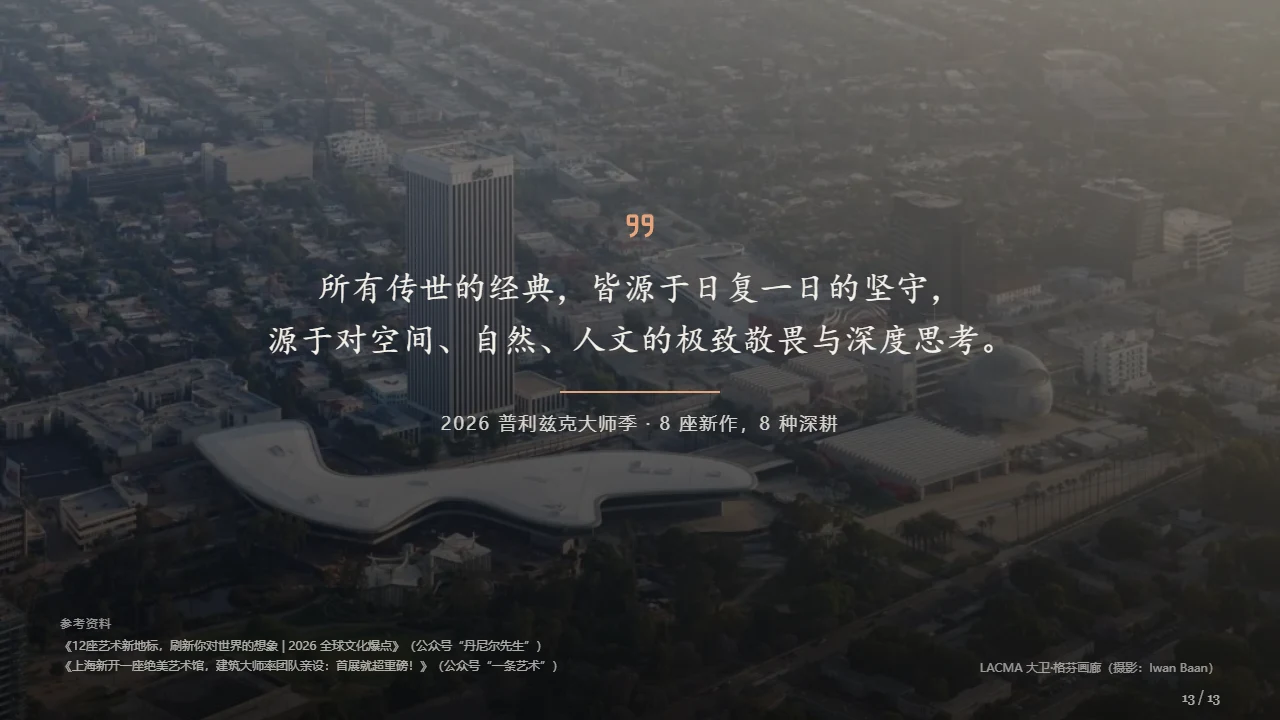 所有传世的经典，皆源于日复一日的坚守，
源于对空间、自然、人文的极致敬畏与深度思考。
2026 普利兹克大师季 · 8 座新作，8 种深耕
参考资料
《12座艺术新地标，刷新你对世界的想象 | 2026 全球文化爆点》（公众号“丹尼尔先生”）
《上海新开一座绝美艺术馆，建筑大师率团队亲设：首展就超重磅！》（公众号“一条艺术”）
LACMA 大卫·格芬画廊（摄影：Iwan Baan）
13 / 13